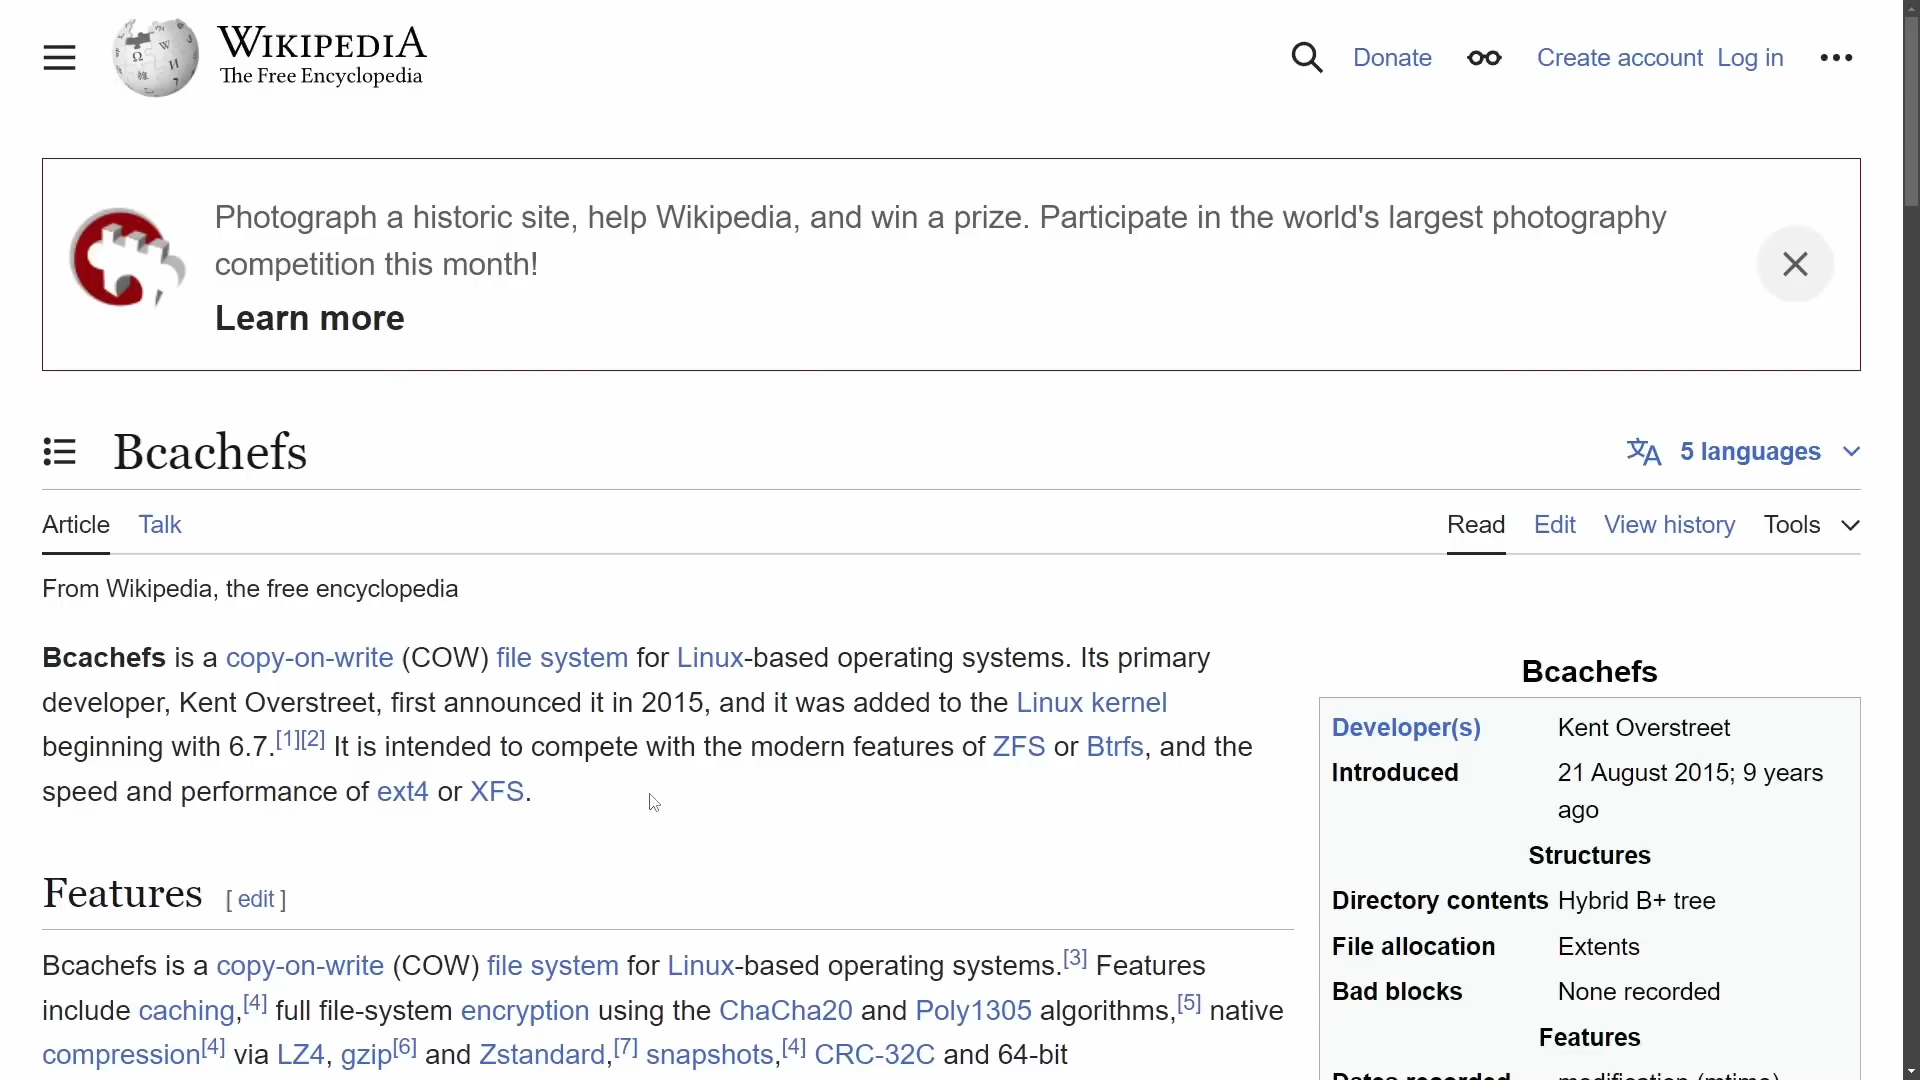 WIKIPEDIA
The Free Encyclopedia
Donate
Create account Log in
Photograph a historic site, help Wikipedia, and win a prize. Participate in the world's largest photography
competition this month!
Learn more
Bcachefs
5 languages
Article Talk
Read Edit View history Tools
From Wikipedia, the free encyclopedia
Bcachefs is a copy-on-write (COW) file system for Linux-based operating systems. Its primary
developer, Kent Overstreet, first announced it in 2015, and it was added to the Linux kernel
beginning with 6.7.[1][2] It is intended to compete with the modern features of ZFS or Btrfs, and the
speed and performance of ext4 or XFS.
Features [ edit ]
Bcachefs is a copy-on-write (COW) file system for Linux-based operating systems.[3] Features
include caching,[4] full file-system encryption using the ChaCha20 and Poly1305 algorithms,[5] native
compression[4] via LZ4, gzip[6] and Zstandard,[7] snapshots,[4] CRC-32C and 64-bit
Bcachefs
Developer(s) Kent Overstreet
Introduced 21 August 2015; 9 years
ago
Structures
Directory contents Hybrid B+ tree
File allocation Extents
Bad blocks None recorded
Features
Dates recorded modification (mtime)